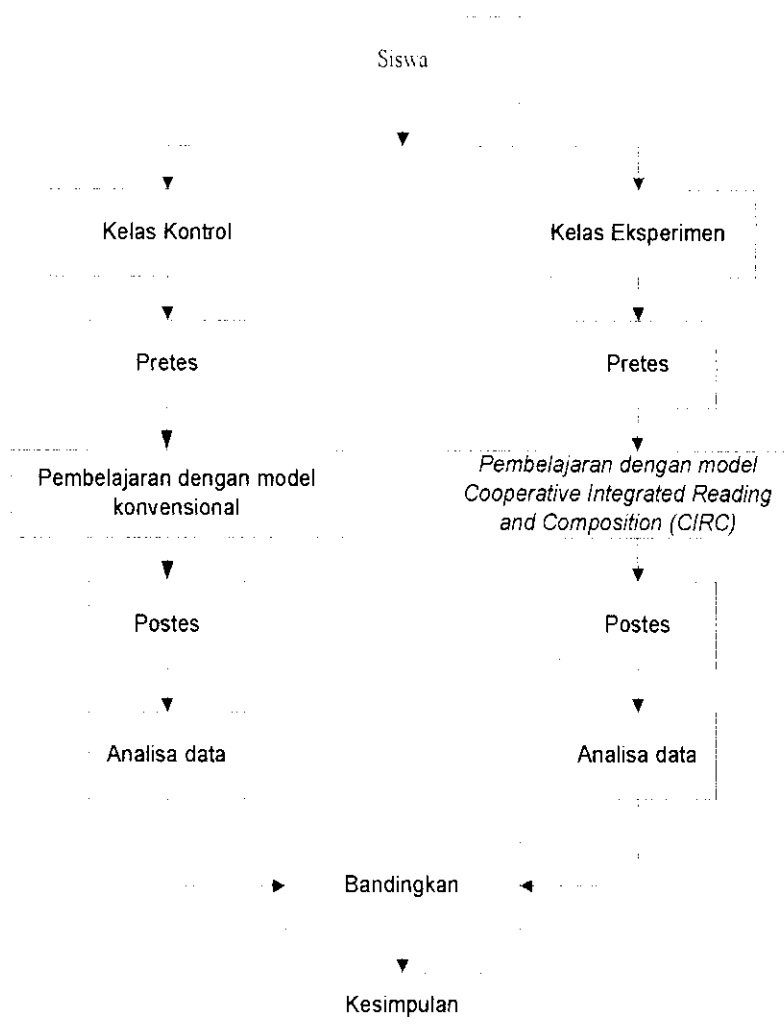 Siswa
Kelas Kontrol
Kelas Eksperimen
Pretes
Pretes
Pembelajaran dengan model
konvensional
Pembelajaran dengan model
Cooperative Integrated Reading
and Composition (CIRC)
Postes
Postes
Analisa data
Analisa data
Bandingkan
Kesimpulan